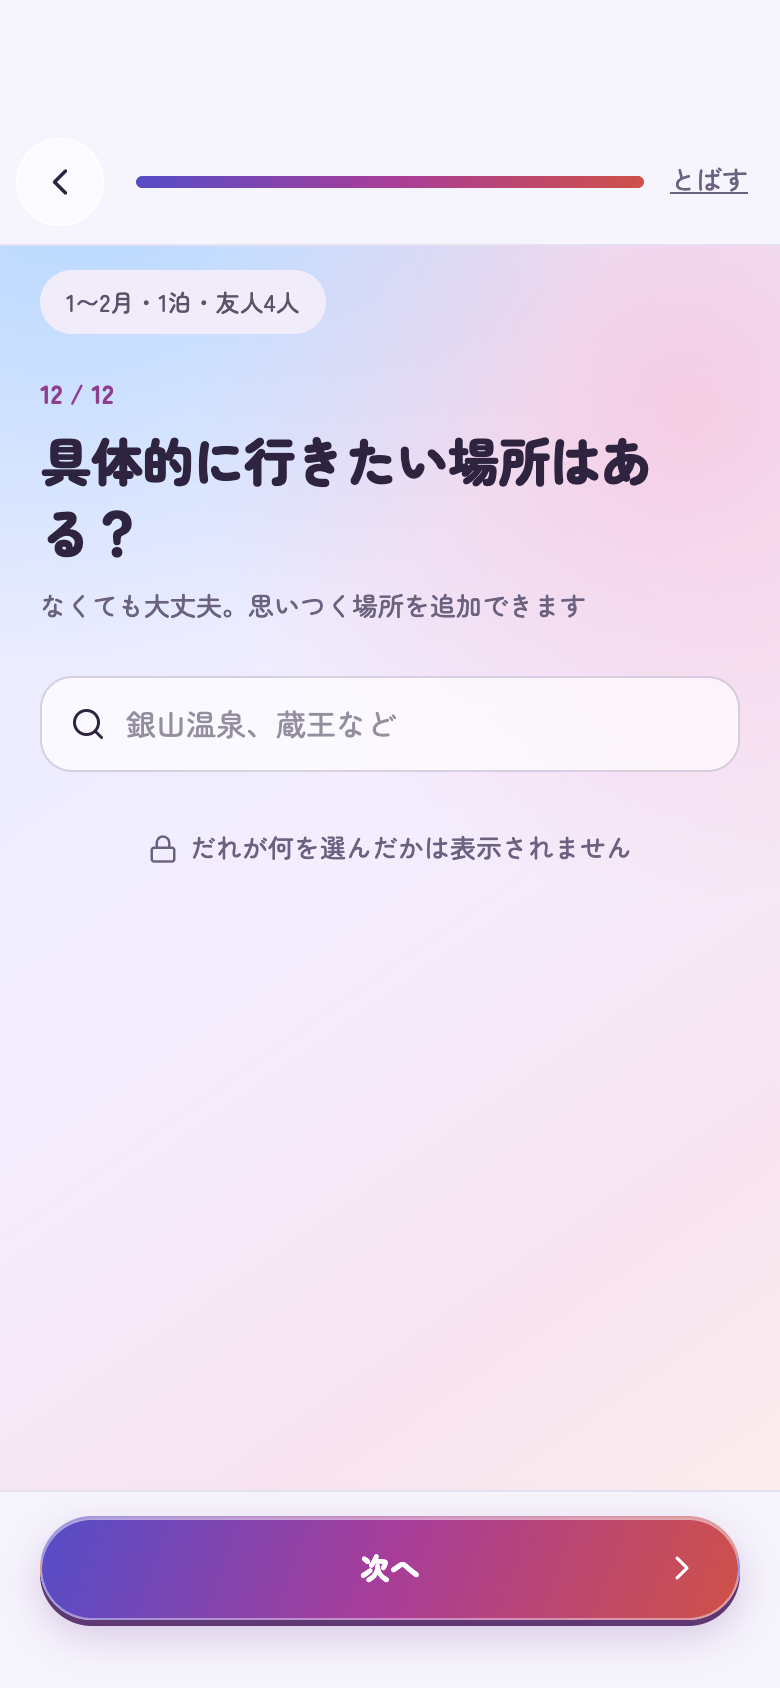 とばす
1〜2月・1泊・友人4人
12 / 12
具体的に行きたい場所はあ
る？
なくても大丈夫。思いつく場所を追加できます
銀山温泉、蔵王など
だれが何を選んだかは表示されません
次へ